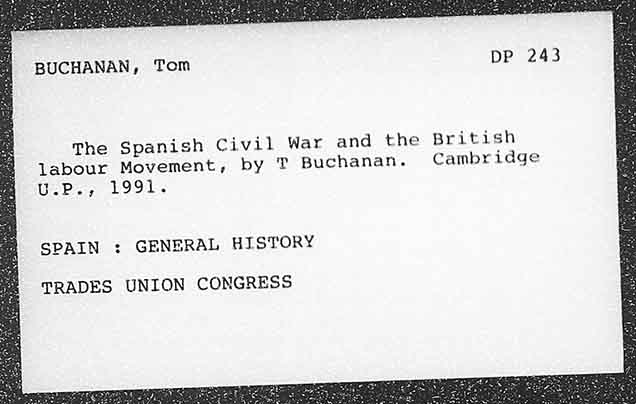 BUCHANAN, Tom DP 243
The Spanish Civil War and the British
labour Movement, by T Buchanan. Cambridge
U.P., 1991.
SPAIN : GENERAL HISTORY
TRADES UNION CONGRESS